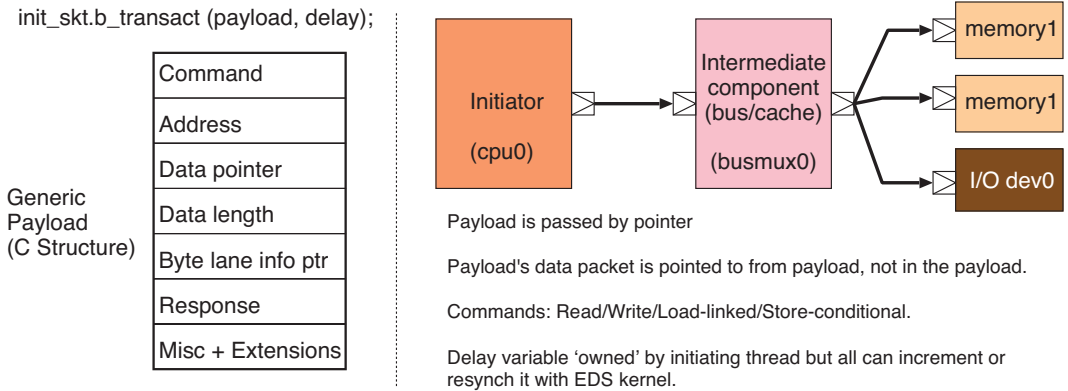 init_skt.b_transact (payload, delay);
Generic
Payload
(C Structure)
Command
Address
Data pointer
Data length
Byte lane info ptr
Response
Misc + Extensions
Initiator
(cpu0)
Intermediate
component
(bus/cache)
(busmux0)
memory1
memory1
I/O dev0
Payload is passed by pointer
Payload's data packet is pointed to from payload, not in the payload.
Commands: Read/Write/Load-linked/Store-conditional.
Delay variable ‘owned’ by initiating thread but all can increment or
resynch it with EDS kernel.